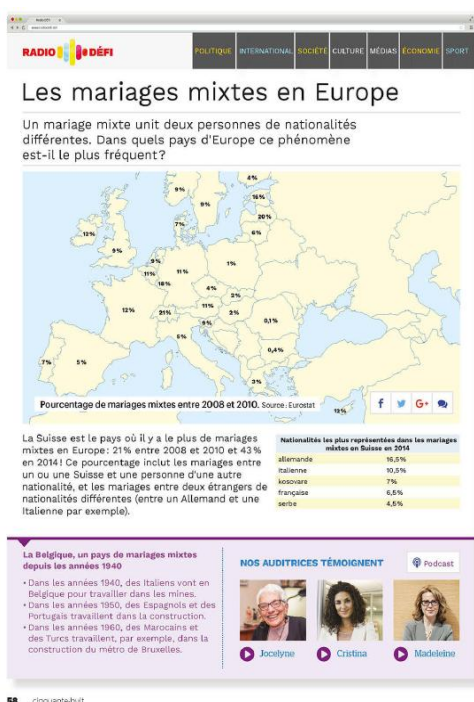 RADIO DÉFI
POLITIQUE INTERNATIONAL SOCIÉTÉ CULTURE MÉDIAS ÉCONOMIE SPORT
Les mariages mixtes en Europe
Un mariage mixte unit deux personnes de nationalités
différentes. Dans quels pays d'Europe ce phénomène
est-il le plus fréquent ?
4%
9%
9%
16%
20%
7%
6%
12%
9%
9%
11%
11%
1%
18%
4%
2%
12%
21%
11%
2%
9%
0,1%
5%
0,4%
7%
5%
3%
12%
Pourcentage de mariages mixtes entre 2008 et 2010. Source : Eurostat
f G+
La Suisse est le pays où il y a le plus de mariages
mixtes en Europe : 21% entre 2008 et 2010 et 43%
en 2014 ! Ce pourcentage inclut les mariages entre
un ou une Suisse et une personne d'une autre
nationalité, et les mariages entre deux étrangers de
nationalités différentes (entre un Allemand et une
Italienne par exemple).
Nationalités les plus représentées dans les mariages
mixtes en Suisse en 2014
allemande 16,5%
italienne 10,5%
kosovare 7%
française 6,5%
serbe 4,5%
La Belgique, un pays de mariages mixtes
depuis les années 1940
• Dans les années 1940, des Italiens vont en
Belgique pour travailler dans les mines.
• Dans les années 1950, des Espagnols et des
Portugais travaillent dans la construction.
• Dans les années 1960, des Marocains et
des Turcs travaillent, par exemple, dans la
construction du métro de Bruxelles.
NOS AUDITRICES TÉMOIGNENT
Podcast
Jocelyne
Cristina
Madeleine
58 cinquante-huit